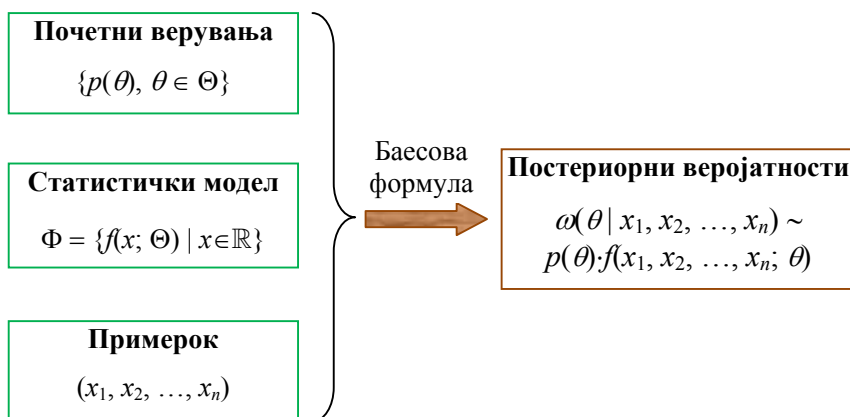 Почетни верувања
{p(θ), θ ∈ Θ}
Статистички модел
Φ = {f(x; Θ) | x∈ℝ}
Примерок
(x₁, x₂, …, xₙ)
Баесова
формула
Постериорни веројатности
ω(θ | x₁, x₂, …, xₙ) ~
p(θ)·f(x₁, x₂, …, xₙ; θ)